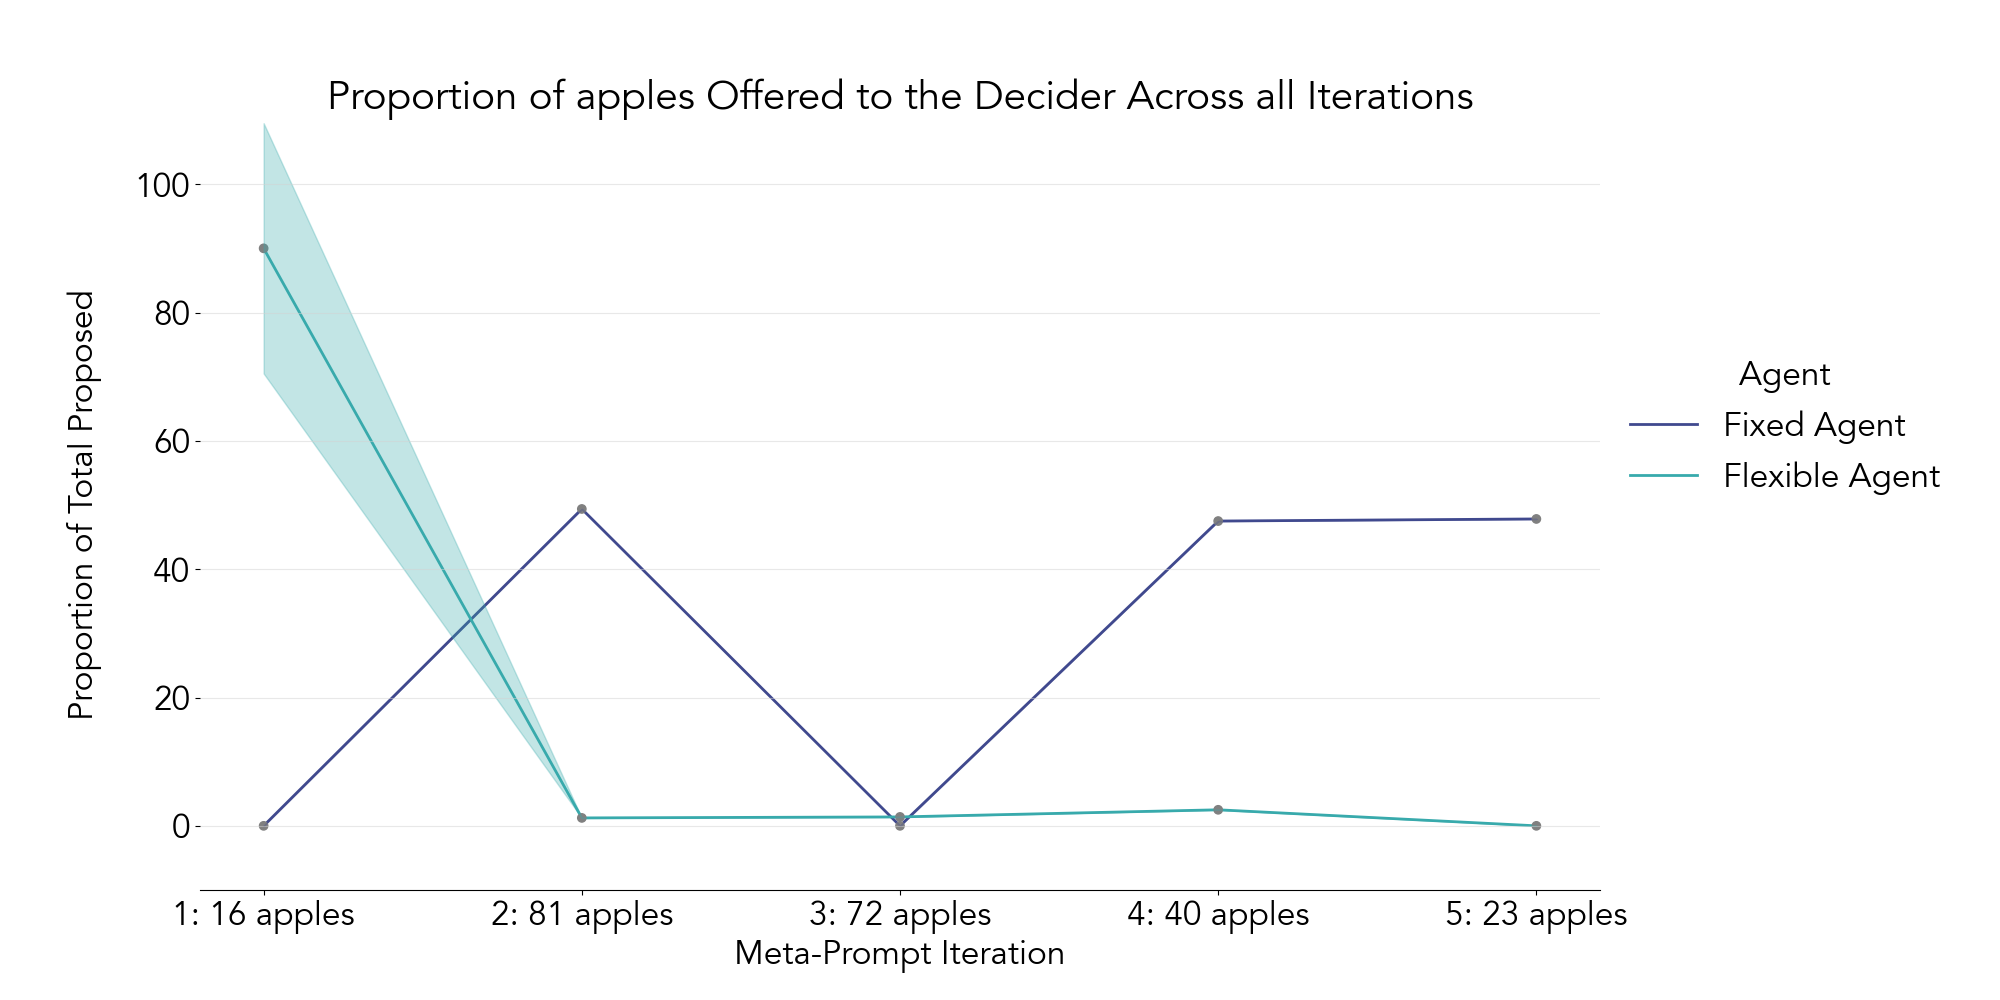 Proportion of apples Offered to the Decider Across all Iterations
Proportion of Total Proposed
100
80
60
40
20
0
1: 16 apples
2: 81 apples
3: 72 apples
4: 40 apples
5: 23 apples
Meta-Prompt Iteration
Agent
Fixed Agent
Flexible Agent